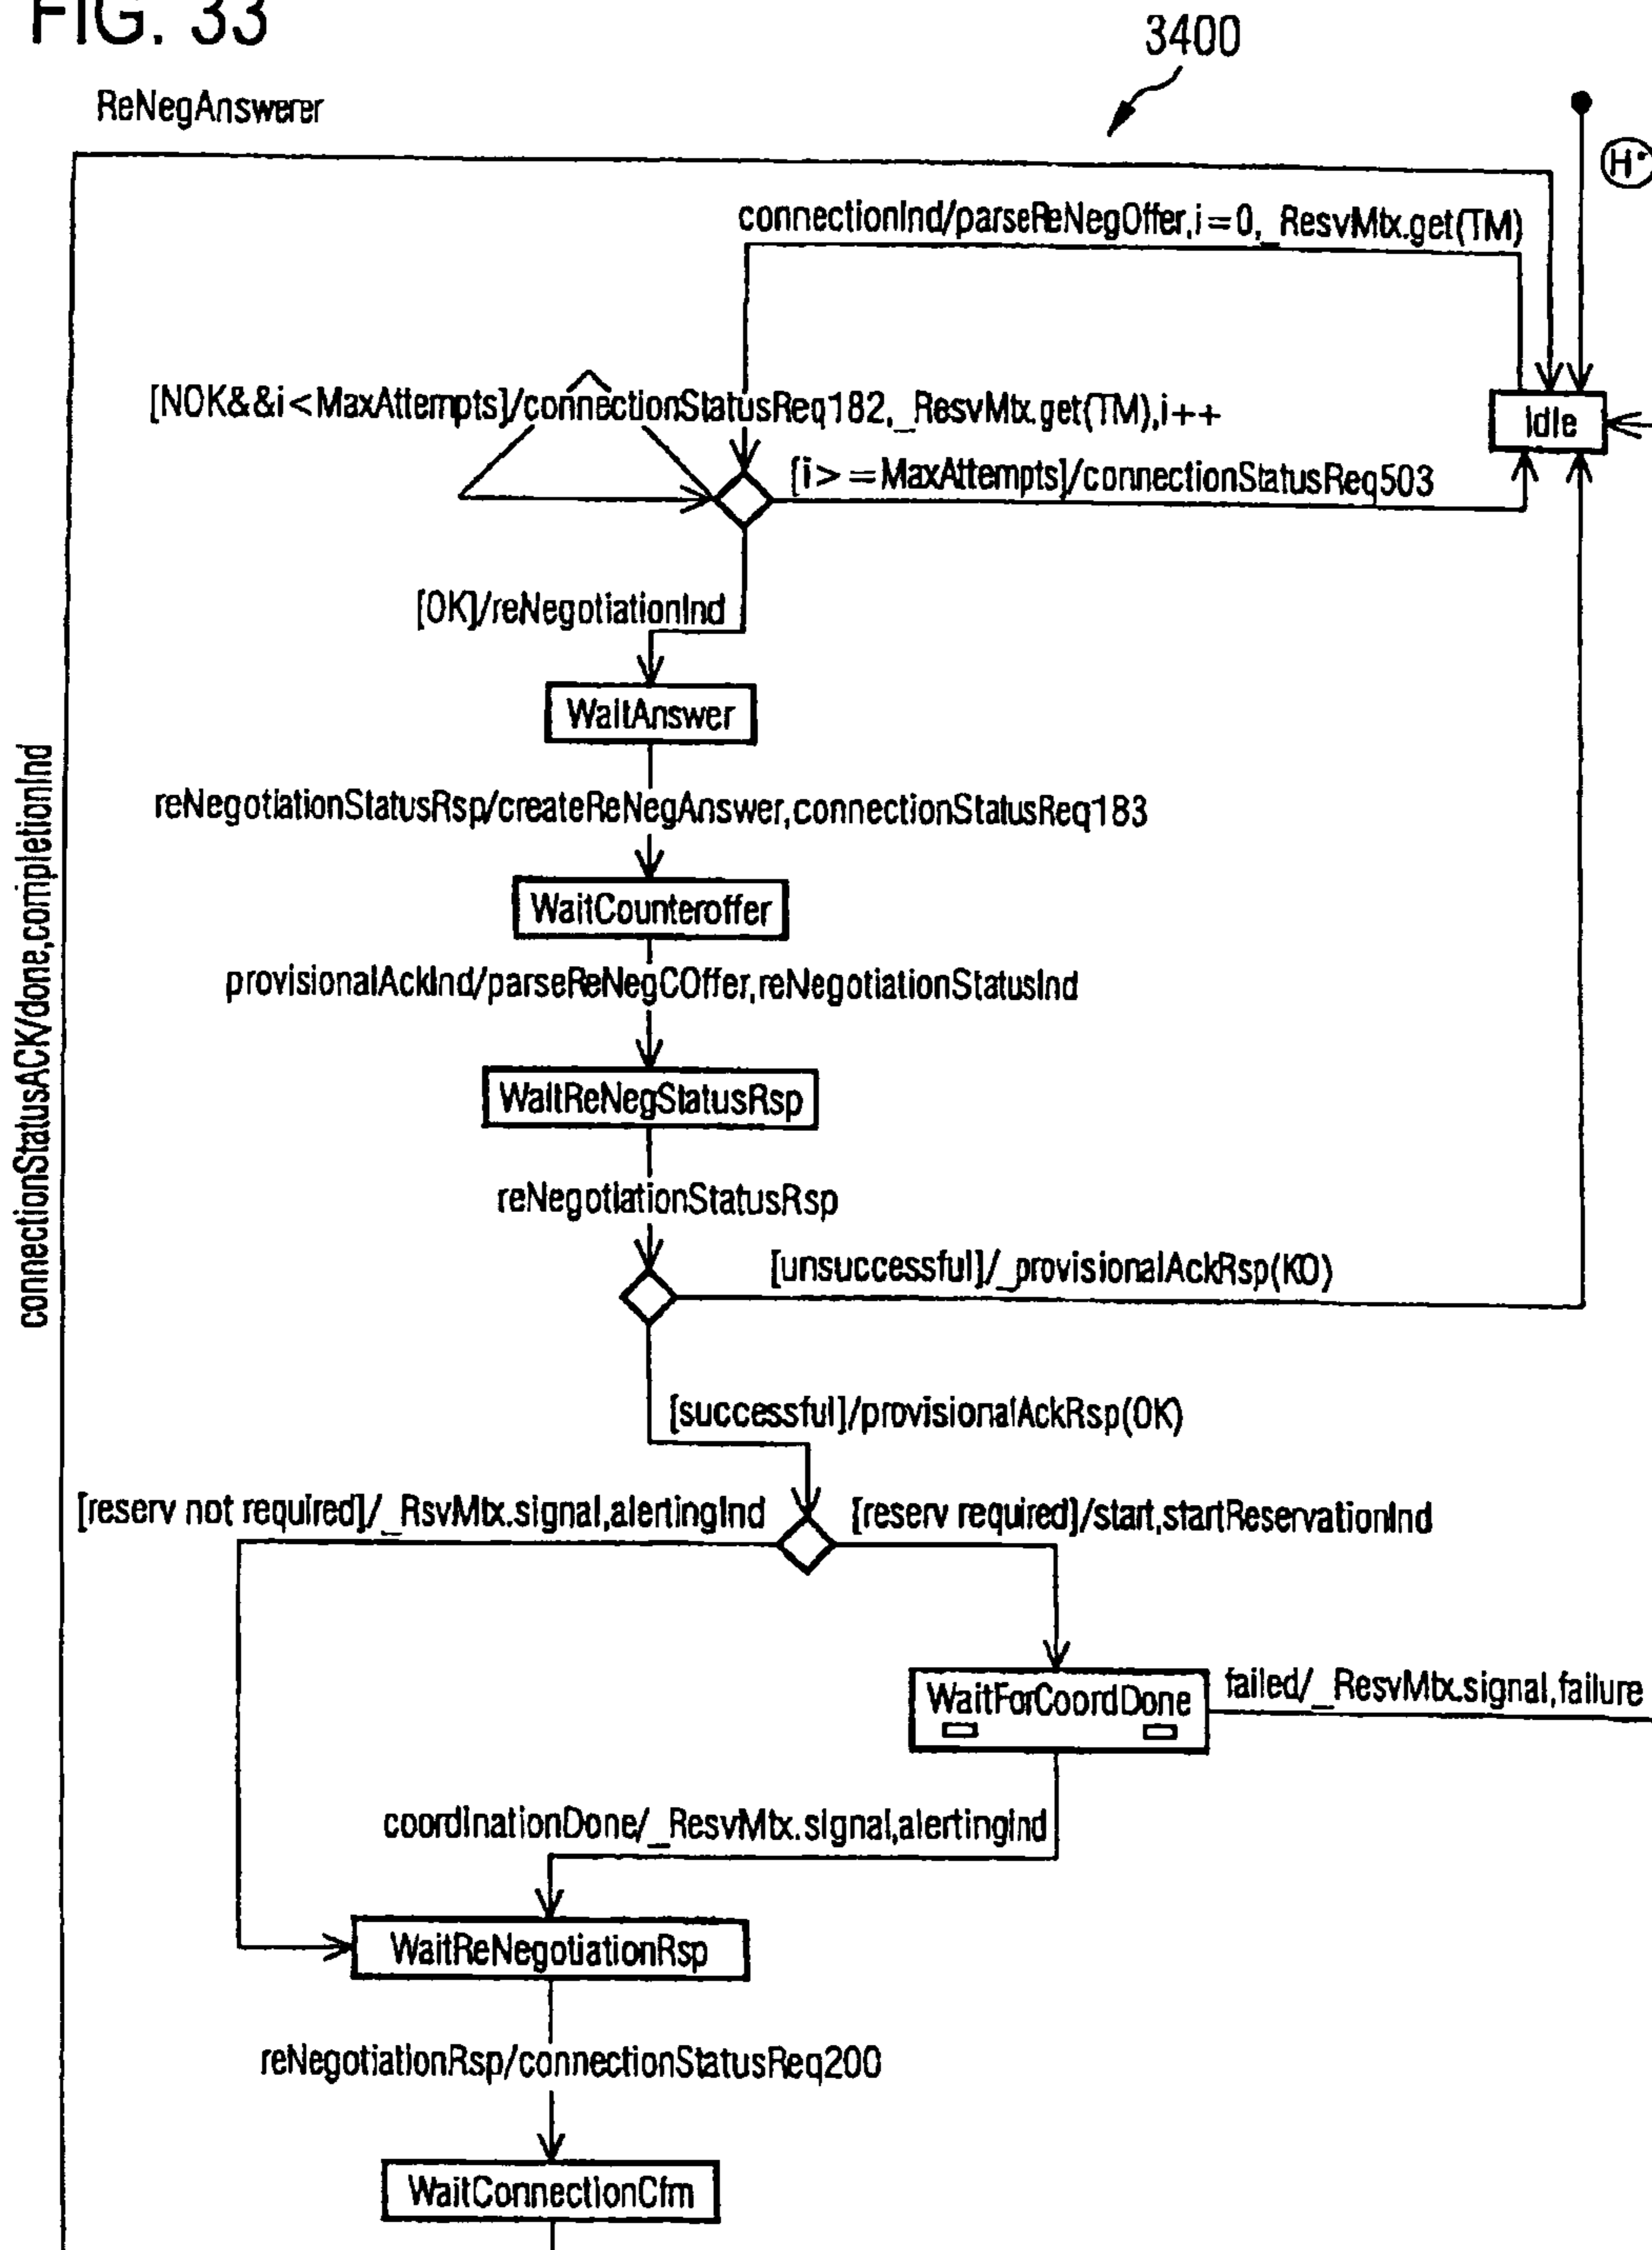 FIG. 33
3400
ReNegAnswerer
H*
connectionInd/parseReNegOffer,i=0,_ResvMtx.get(TM)
[NOK&&i<MaxAttempts]/connectionStatusReq182,_ResvMtx.get(TM),i++
Idle
[i>=MaxAttempts]/connectionStatusReq503
[OK]/reNegotiationInd
WaitAnswer
reNegotiationStatusRsp/createReNegAnswer,connectionStatusReq183
WaitCounteroffer
provisionalAckInd/parseReNegCOffer,reNegotiationStatusInd
WaitReNegStatusRsp
connectionStatusACK/done,completionInd
reNegotiationStatusRsp
[unsuccessful]/_provisionalAckRsp(KO)
[successful]/provisionalAckRsp(OK)
[reserv not required]/_RsvMtx.signal,alertingInd
[reserv required]/start,startReservationInd
WaitForCoordDone
failed/_ResvMtx.signal,failure
coordinationDone/_ResvMtx.signal,alertingInd
WaitReNegotiationRsp
reNegotiationRsp/connectionStatusReq200
WaitConnectionCfm